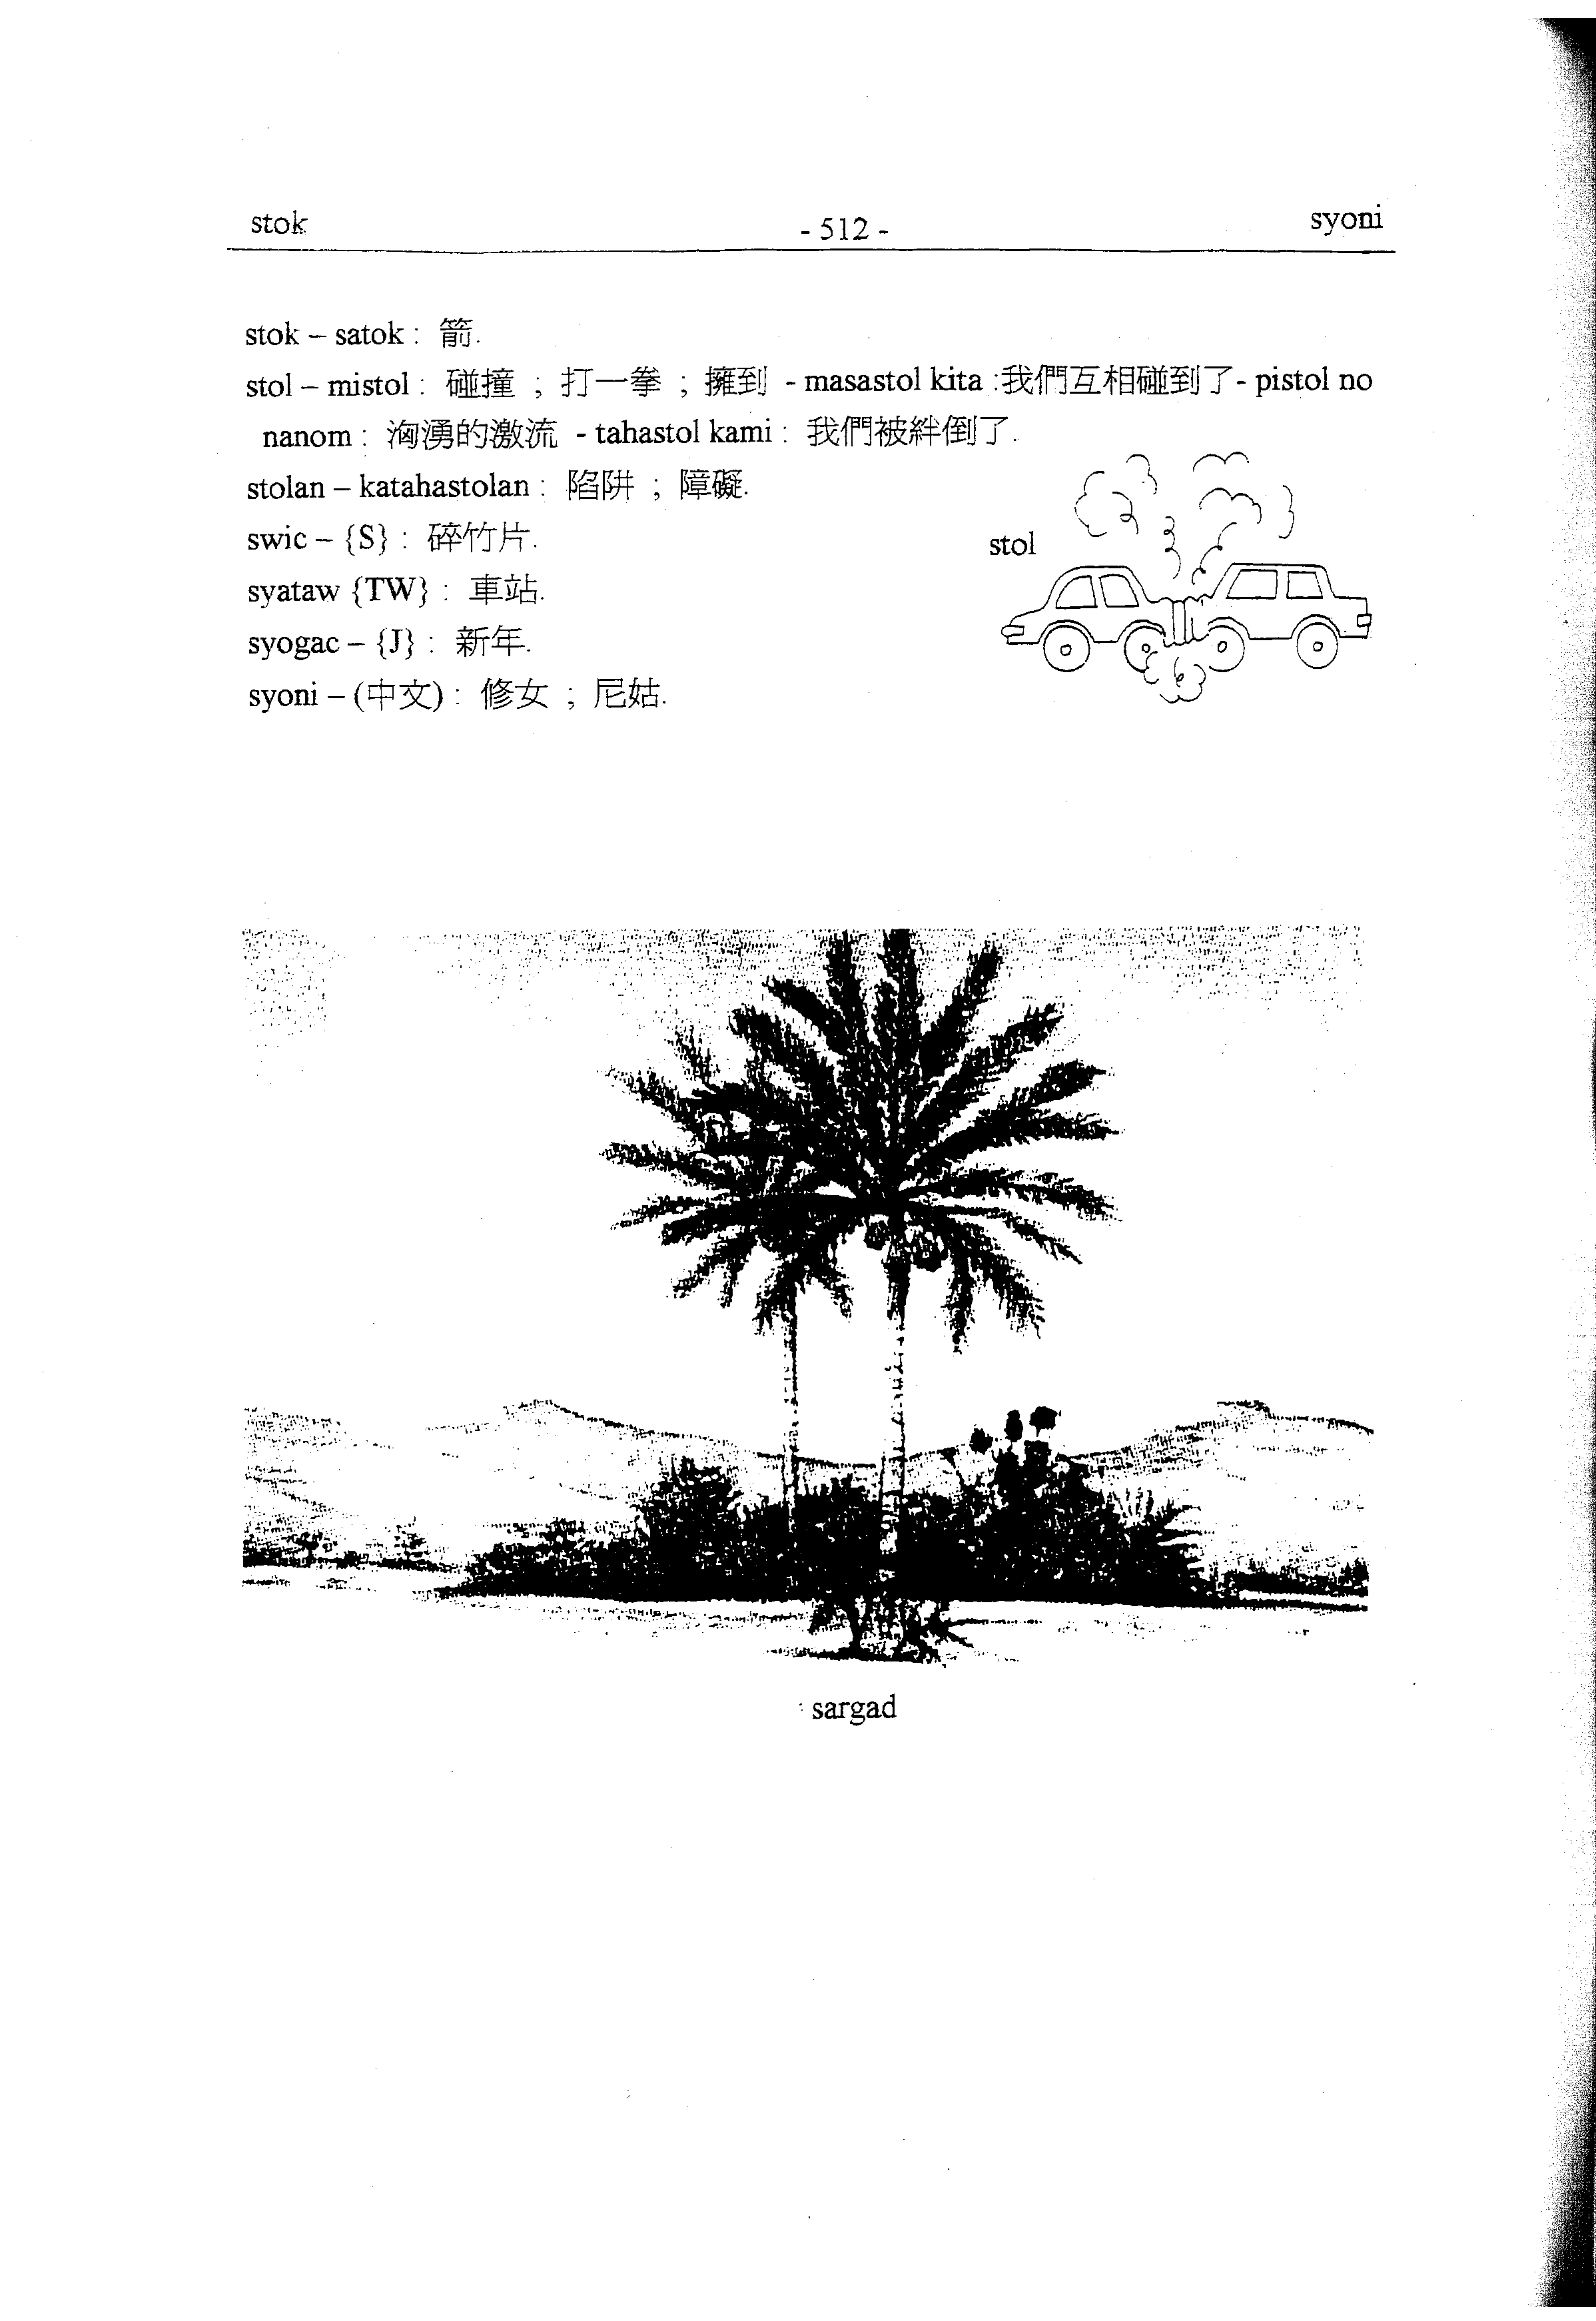 stok - 512 - syoni
stok – satok : 箭.
stol – mistol : 碰撞 ; 打一拳 ; 擁到 - masastol kita :我們互相碰到了- pistol no
nanom : 洶湧的激流 - tahastol kami : 我們被絆倒了.
stolan – katahastolan : 陷阱 ; 障礙.
swic – {S} : 碎竹片.
stol
syataw {TW} : 車站.
syogac – {J} : 新年.
syoni – (中文) : 修女 ; 尼姑.
sargad